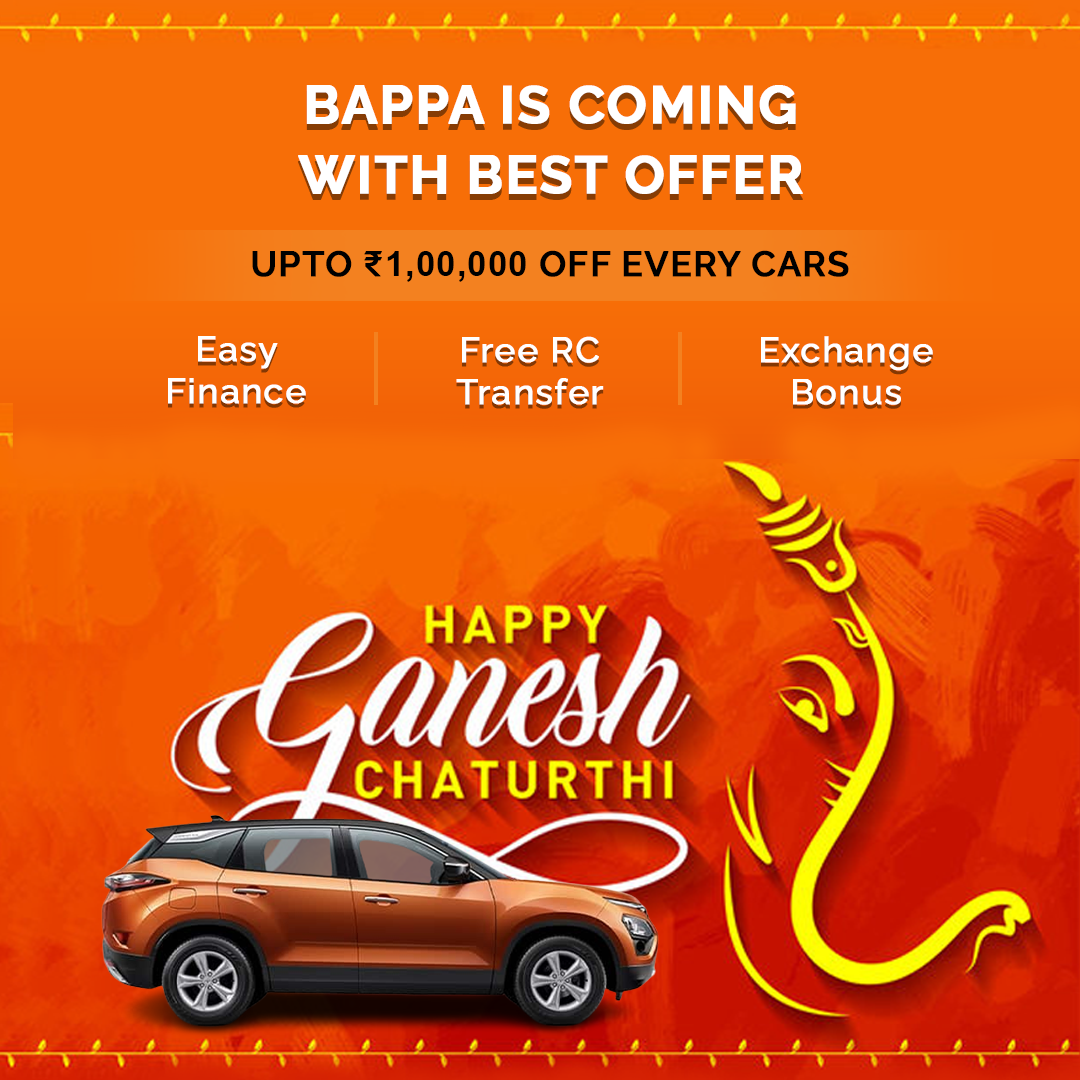 BAPPA IS COMING
WITH BEST OFFER
UPTO ₹1,00,000 OFF EVERY CARS
Easy
Finance
Free RC
Transfer
Exchange
Bonus
HAPPY
Ganesh
CHATURTHI